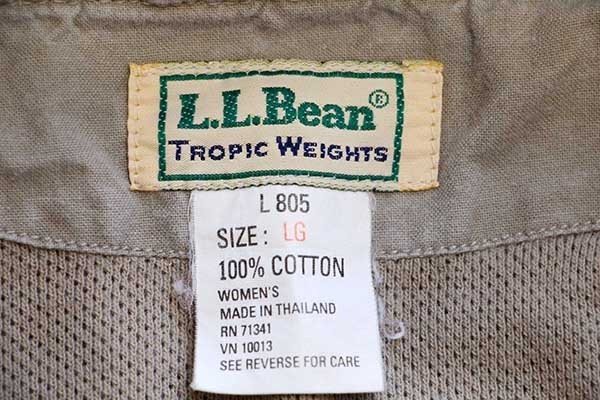 L.L.Bean®
TROPIC WEIGHTS
L 805
SIZE: LG
100% COTTON
WOMEN'S
MADE IN THAILAND
RN 71341
VN 10013
SEE REVERSE FOR CARE